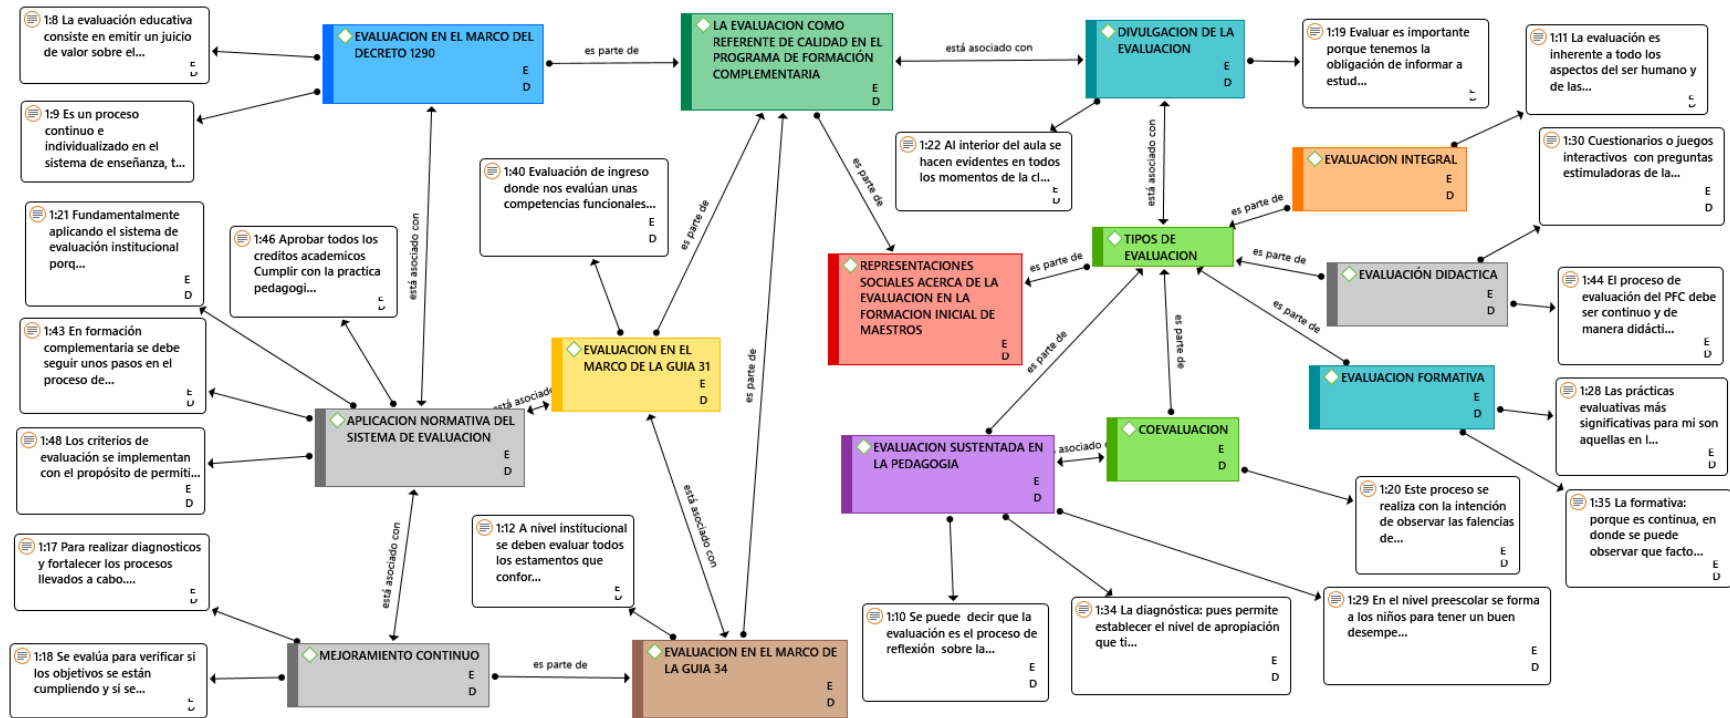 1:8 La evaluación educativa
consiste en emitir un juicio
de valor sobre el...
E
D
EVALUACION EN EL MARCO DEL
DECRETO 1290
E
D
es parte de
LA EVALUACION COMO
REFERENTE DE CALIDAD EN EL
PROGRAMA DE FORMACIÓN
COMPLEMENTARIA
E
D
está asociado con
DIVULGACION DE LA
EVALUACION
E
D
1:19 Evaluar es importante
porque tenemos la
obligación de informar a
estud...
E
D
1:11 La evaluación es
inherente a todo los
aspectos del ser humano y
de las...
E
D
1:9 Es un proceso
continuo e
individualizado en el
sistema de enseñanza, t...
E
D
está asociado con
1:40 Evaluación de ingreso
donde nos evalúan unas
competencias funcionales...
E
D
es parte de
es parte de
1:22 Al interior del aula se
hacen evidentes en todos
los momentos de la cl...
E
D
está asociado con
EVALUACION INTEGRAL
E
D
es parte de
1:30 Cuestionarios o juegos
interactivos con preguntas
estimuladoras de la...
E
D
1:21 Fundamentalmente
aplicando el sistema de
evaluación institucional
porq...
E
D
1:46 Aprobar todos los
creditos academicos
Cumplir con la practica
pedagogi...
E
D
TIPOS DE
EVALUACION
es parte de
es parte de
REPRESENTACIONES
SOCIALES ACERCA DE LA
EVALUACION EN LA
FORMACION INICIAL DE
MAESTROS
E
D
EVALUACIÓN DIDACTICA
E
D
1:44 El proceso de
evaluación del PFC debe
ser continuo y de
manera didácti...
E
D
1:43 En formación
complementaria se debe
seguir unos pasos en el
proceso de...
E
D
EVALUACION EN EL
MARCO DE LA GUIA 31
E
D
es parte de
es parte de
es parte de
es parte de
EVALUACION FORMATIVA
E
D
1:28 Las prácticas
evaluativas más
significativas para mi son
aquellas en l...
E
D
está asociado
APLICACION NORMATIVA DEL
SISTEMA DE EVALUACION
E
D
1:48 Los criterios de
evaluación se implementan
con el propósito de permiti...
E
D
EVALUACION SUSTENTADA EN
LA PEDAGOGIA
E
D
asociado
COEVALUACION
E
D
1:20 Este proceso se
realiza con la intención
de observar las falencias
de...
E
D
1:35 La formativa:
porque es continua, en
donde se puede
observar que facto...
E
D
está asociado con
está asociado con
1:12 A nivel institucional
se deben evaluar todos
los estamentos que
confor...
E
D
1:17 Para realizar diagnosticos
y fortalecer los procesos
llevados a cabo....
E
D
1:10 Se puede decir que la
evaluación es el proceso de
reflexión sobre la...
E
D
1:34 La diagnóstica: pues permite
establecer el nivel de apropiación
que ti...
E
D
1:29 En el nivel preescolar se forma
a los niños para tener un buen
desempe...
E
D
1:18 Se evalúa para verificar si
los objetivos se están
cumpliendo y si se...
E
D
MEJORAMIENTO CONTINUO
E
D
es parte de
EVALUACION EN EL MARCO DE
LA GUIA 34
E
D